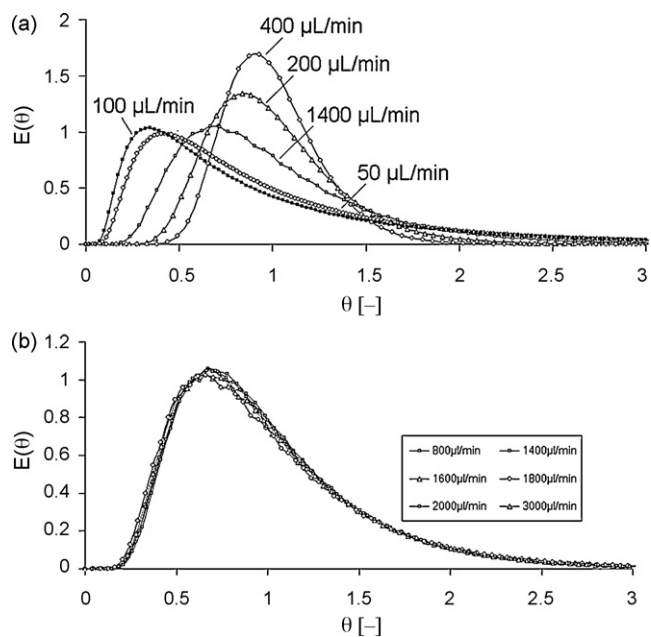 (a)
2
400 µL/min
200 µL/min
1.5
1400 µL/min
100 µL/min
E(θ)
1
50 µL/min
0.5
0
0 0.5 1 1.5 2 2.5 3
θ [–]
(b)
1.2
1
0.8
E(θ)
0.6
0.4
0.2
0
800µl/min 1400µl/min
1600µl/min 1800µl/min
2000µl/min 3000µl/min
0 0.5 1 1.5 2 2.5 3
θ [–]